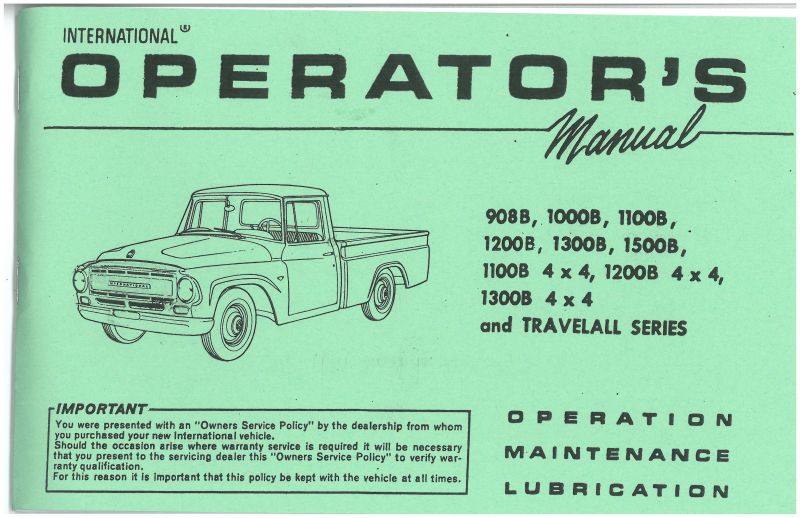 INTERNATIONAL®
OPERATOR'S
Manual
908B, 1000B, 1100B,
1200B, 1300B, 1500B,
1100B 4 x 4, 1200B 4 x 4,
1300B 4 x 4
and TRAVELALL SERIES
INTERNATIONAL
IMPORTANT
You were presented with an "Owners Service Policy" by the dealership from whom
you purchased your new International vehicle.
Should the occasion arise where warranty service is required it will be necessary
that you present to the servicing dealer this "Owners Service Policy" to verify war-
ranty qualification.
For this reason it is important that this policy be kept with the vehicle at all times.
OPERATION
MAINTENANCE
LUBRICATION